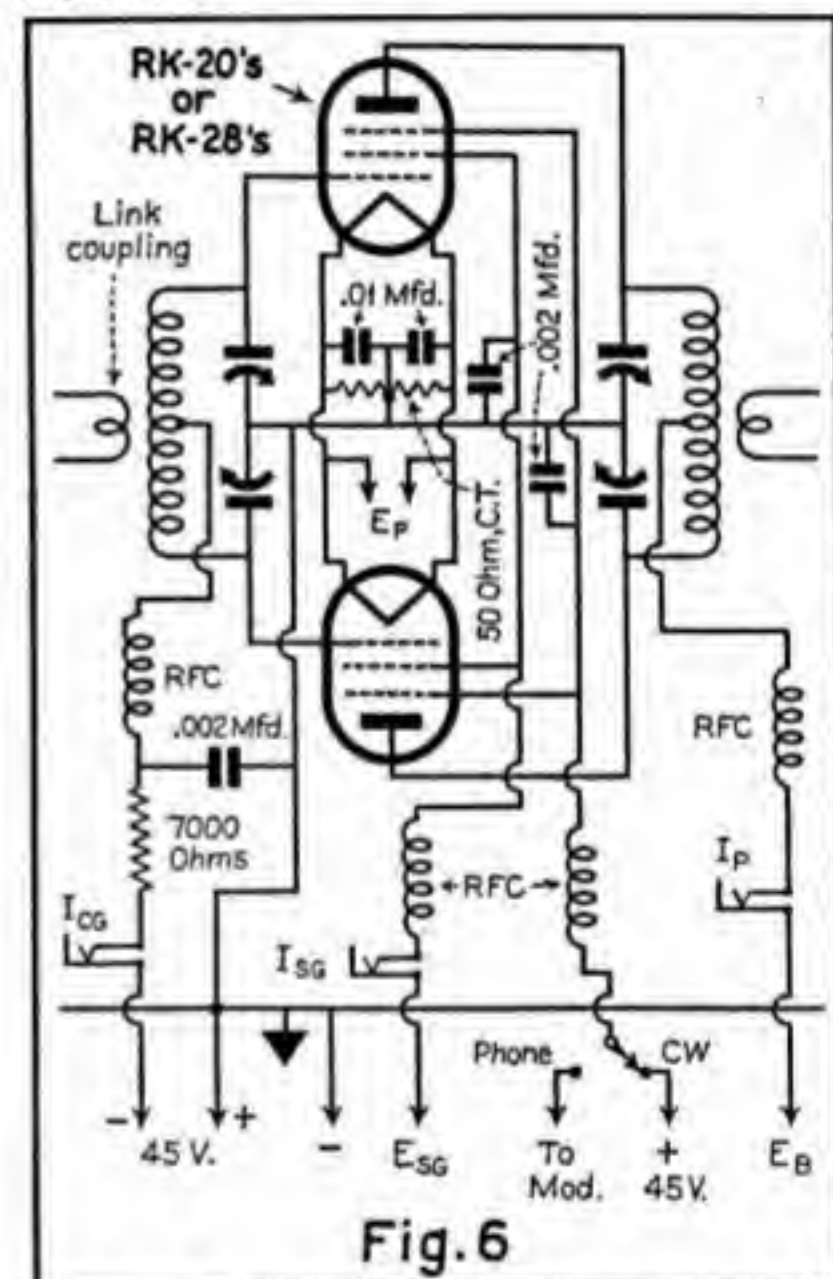 RK-20's
or
RK-28's
Link
coupling
.01 Mfd.
.002 Mfd.
50 Ohm, C.T.
EP
RFC
.002 Mfd.
7000
Ohms
ICG
ISG
RFC
RFC
IP
Phone
CW
- 45 V. +
-
ESG
To
Mod.
+
45V.
EB
Fig. 6